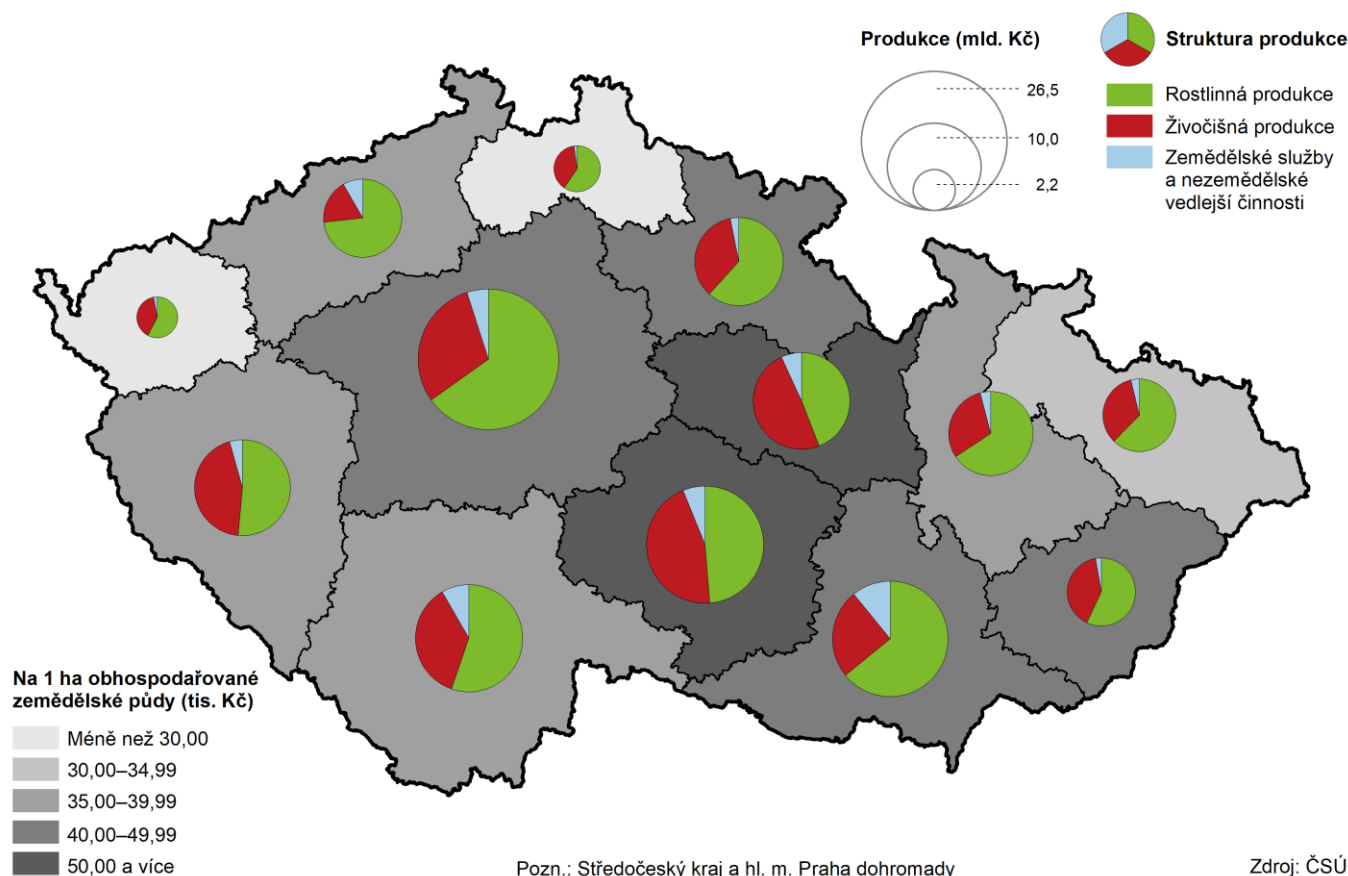 Produkce (mld. Kč)
26,5
10,0
2,2
Struktura produkce
Rostlinná produkce
Živočišná produkce
Zemědělské služby
a nezemědělské
vedlejší činnosti
Na 1 ha obhospodařované
zemědělské půdy (tis. Kč)
Méně než 30,00
30,00–34,99
35,00–39,99
40,00–49,99
50,00 a více
Pozn.: Středočeský kraj a hl. m. Praha dohromady
Zdroj: ČSÚ